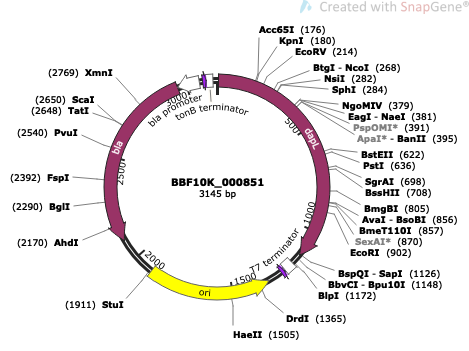 Created with SnapGene®
Acc65I (176)
KpnI (180)
EcoRV (214)
BtgI - NcoI (268)
NsiI (282)
SphI (284)
NgoMIV (379)
EagI - NaeI (381)
PspOMI* (391)
ApaI* - BanII (395)
BstEII (622)
PstI (636)
SgrAI (698)
BssHII (708)
BmgBI (805)
AvaI - BsoBI (856)
BmeT110I (857)
SexAI* (870)
EcoRI (902)
BspQI - SapI (1126)
BbvCI - Bpu10I (1148)
BlpI (1172)
DrdI (1365)
HaeII (1505)
(1911) StuI
(2170) AhdI
(2290) BglI
(2392) FspI
(2540) PvuI
(2648) TatI
(2650) ScaI
(2769) XmnI
bla promoter
tonB terminator
dapL
T7 terminator
ori
bla
500
1000
1500
2000
2500
3000
BBF10K_000851
3145 bp